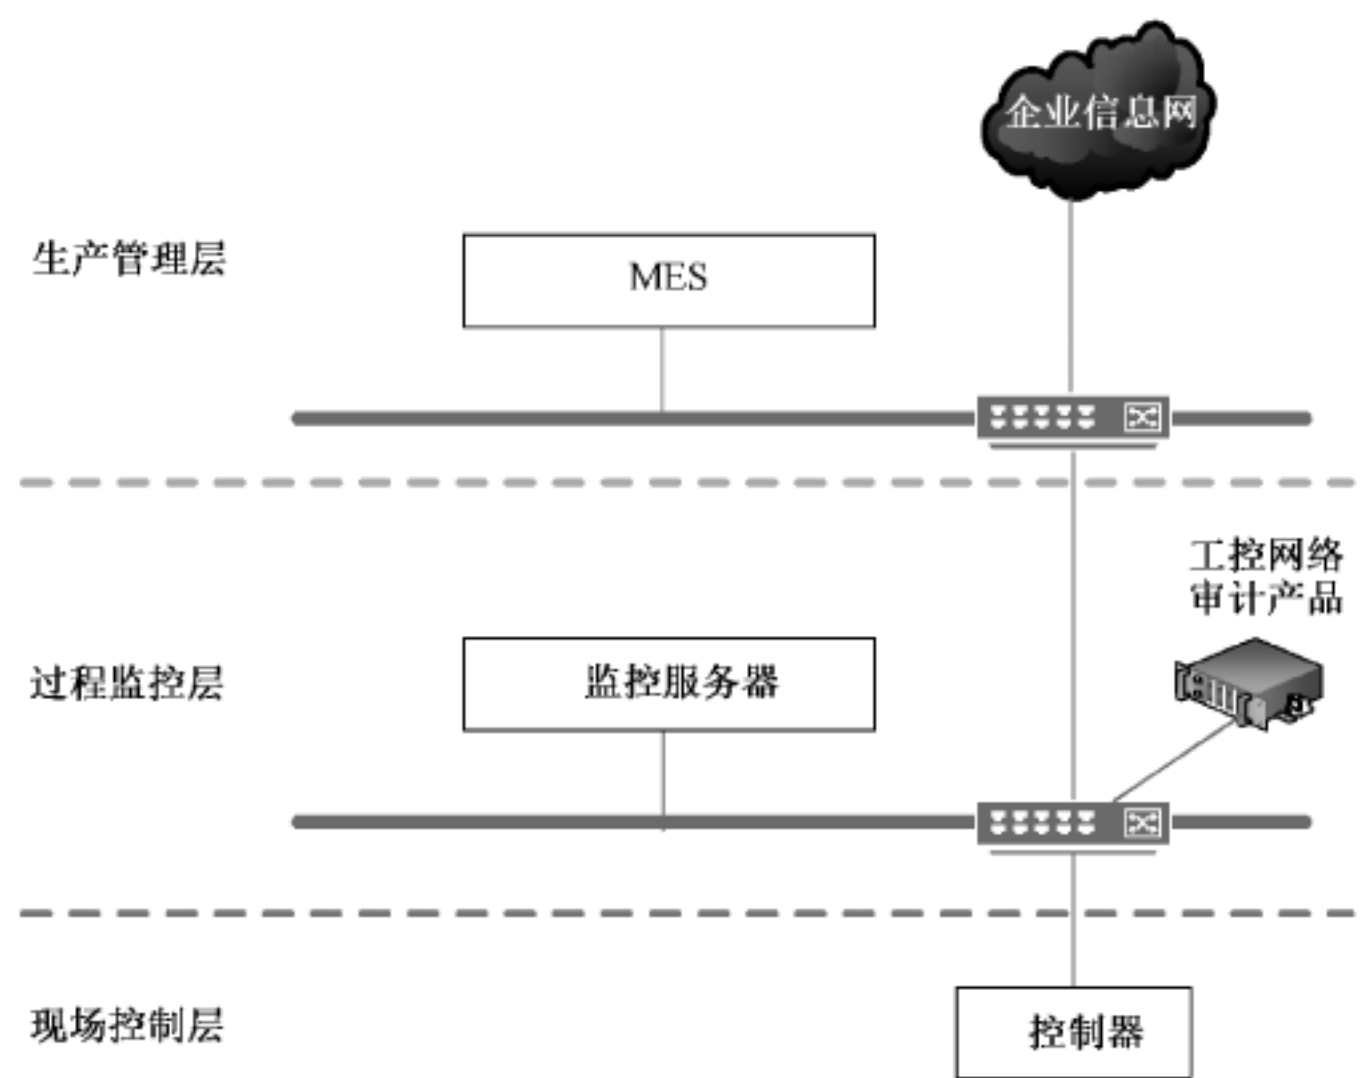 企业信息网
生产管理层
MES
工控网络
审计产品
过程监控层
监控服务器
现场控制层
控制器